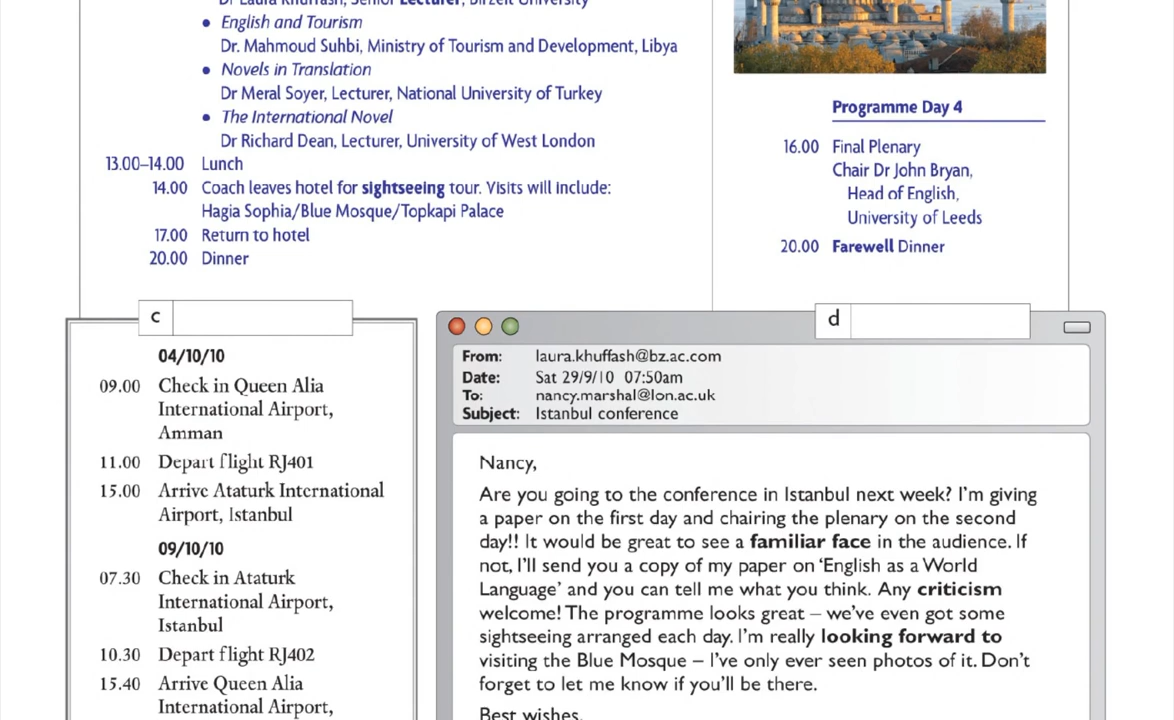 Dr Laura Khuffash, Senior Lecturer, Birzeit University
• English and Tourism
Dr. Mahmoud Suhbi, Ministry of Tourism and Development, Libya
• Novels in Translation
Dr Meral Soyer, Lecturer, National University of Turkey
• The International Novel
Dr Richard Dean, Lecturer, University of West London
13.00–14.00 Lunch
14.00 Coach leaves hotel for sightseeing tour. Visits will include:
Hagia Sophia/Blue Mosque/Topkapi Palace
17.00 Return to hotel
20.00 Dinner
Programme Day 4
16.00 Final Plenary
Chair Dr John Bryan,
Head of English,
University of Leeds
20.00 Farewell Dinner
c
04/10/10
09.00 Check in Queen Alia
International Airport,
Amman
11.00 Depart flight RJ401
15.00 Arrive Ataturk International
Airport, Istanbul
09/10/10
07.30 Check in Ataturk
International Airport,
Istanbul
10.30 Depart flight RJ402
15.40 Arrive Queen Alia
International Airport,
d
From: laura.khuffash@bz.ac.com
Date: Sat 29/9/10 07:50am
To: nancy.marshal@lon.ac.uk
Subject: Istanbul conference
Nancy,
Are you going to the conference in Istanbul next week? I'm giving
a paper on the first day and chairing the plenary on the second
day!! It would be great to see a familiar face in the audience. If
not, I'll send you a copy of my paper on 'English as a World
Language' and you can tell me what you think. Any criticism
welcome! The programme looks great – we've even got some
sightseeing arranged each day. I'm really looking forward to
visiting the Blue Mosque – I've only ever seen photos of it. Don't
forget to let me know if you'll be there.
Best wishes,